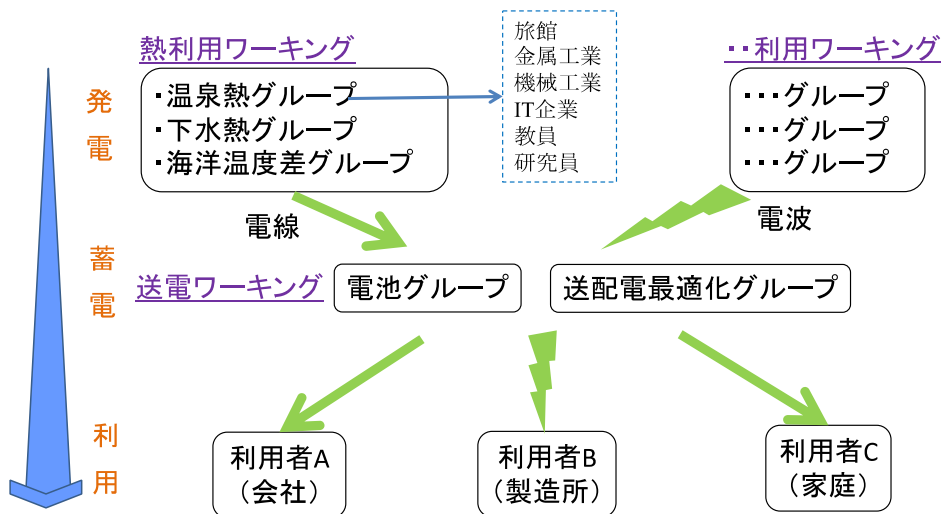 発電
熱利用ワーキング
・温泉熱グループ
・下水熱グループ
・海洋温度差グループ
旅館
金属工業
機械工業
IT企業
教員
研究員
・・利用ワーキング
・・・グループ
・・・グループ
・・・グループ
電線
電波
蓄電
送電ワーキング
電池グループ
送配電最適化グループ
利用
利用者A
（会社）
利用者B
（製造所）
利用者C
（家庭）